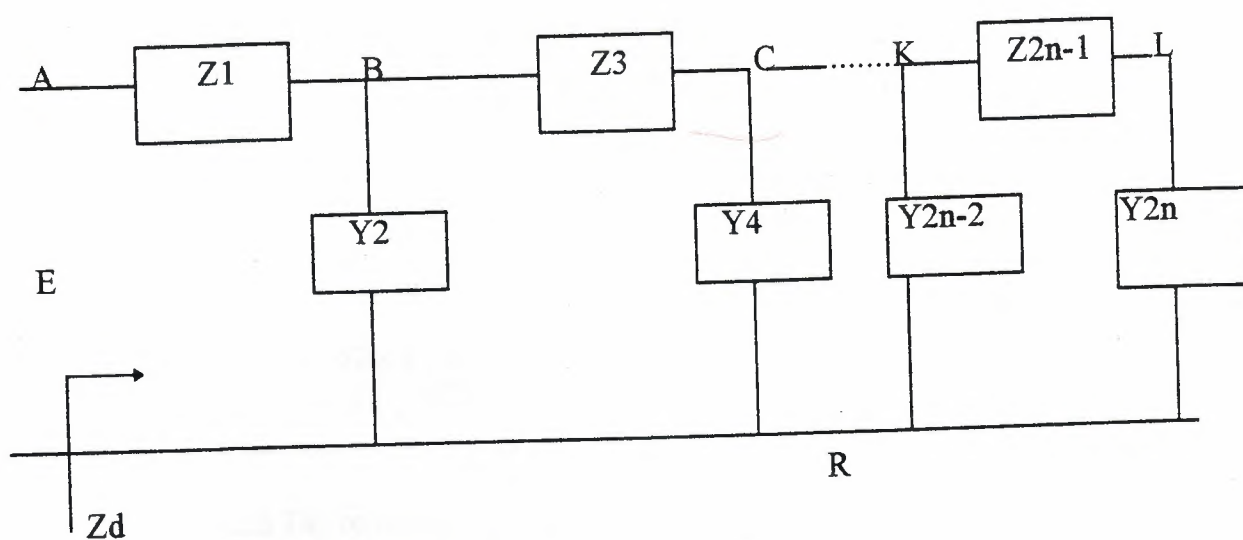 A Z1 B Z3 C ....... K Z2n-1 L
Y2 Y4 Y2n-2 Y2n
E
R
Zd